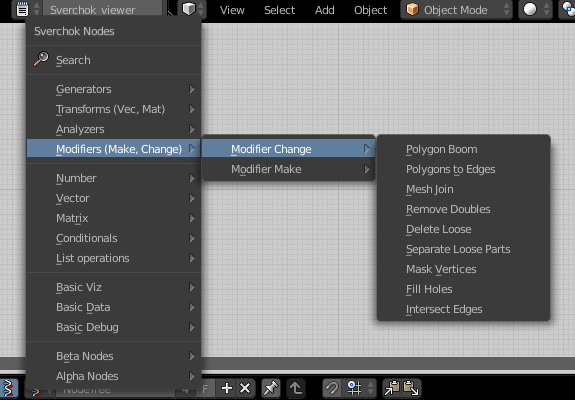 Sverchok_viewer
View Select Add Object Object Mode
Sverchok Nodes
Search
Generators
Transforms (Vec, Mat)
Analyzers
Modifiers (Make, Change)
Number
Vector
Matrix
Conditionals
List operations
Basic Viz
Basic Data
Basic Debug
Beta Nodes
Alpha Nodes
Modifier Change
Modifier Make
Polygon Boom
Polygons to Edges
Mesh Join
Remove Doubles
Delete Loose
Separate Loose Parts
Mask Vertices
Fill Holes
Intersect Edges
NodeTree 4 F